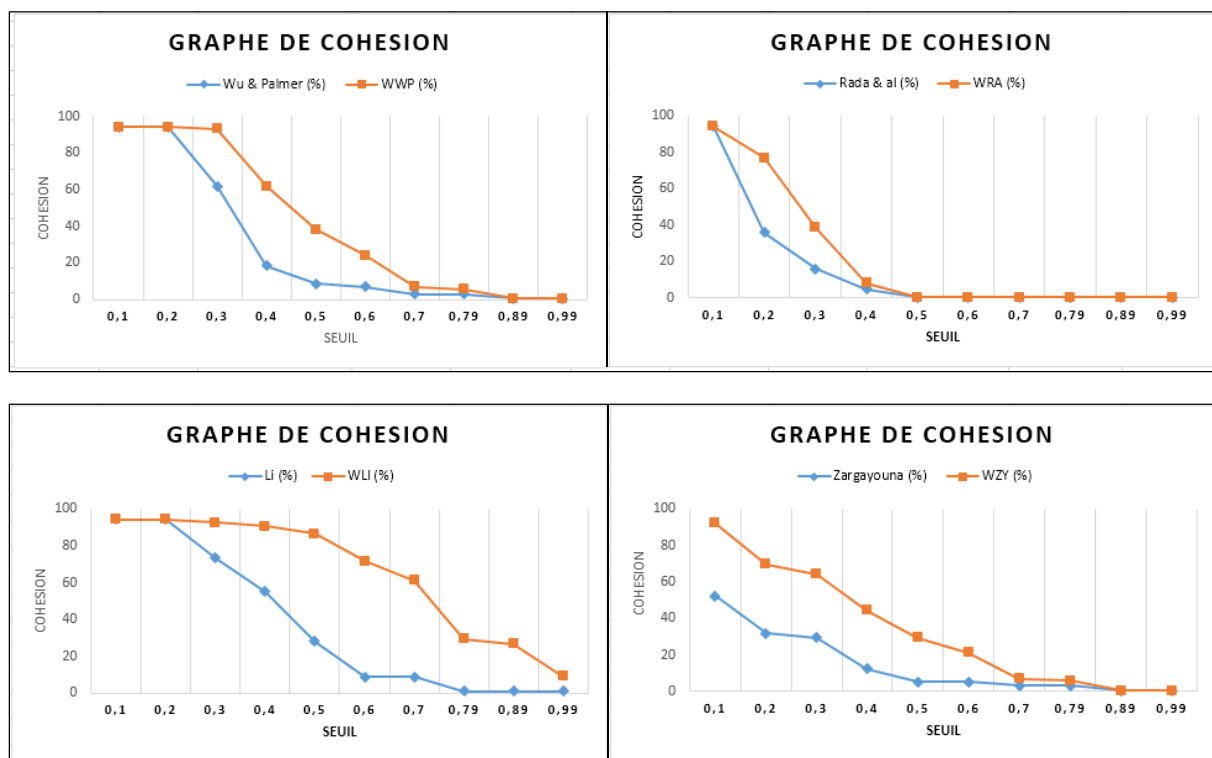 GRAPHE DE COHESION
Wu & Palmer (%) WWP (%)
COHESION
100
80
60
40
20
0
0,1 0,2 0,3 0,4 0,5 0,6 0,7 0,79 0,89 0,99
SEUIL
GRAPHE DE COHESION
Rada & al (%) WRA (%)
COHESION
100
80
60
40
20
0
0,1 0,2 0,3 0,4 0,5 0,6 0,7 0,79 0,89 0,99
SEUIL
GRAPHE DE COHESION
Li (%) WLI (%)
COHESION
100
80
60
40
20
0
0,1 0,2 0,3 0,4 0,5 0,6 0,7 0,79 0,89 0,99
SEUIL
GRAPHE DE COHESION
Zargayouna (%) WZY (%)
COHESION
100
80
60
40
20
0
0,1 0,2 0,3 0,4 0,5 0,6 0,7 0,79 0,89 0,99
SEUIL